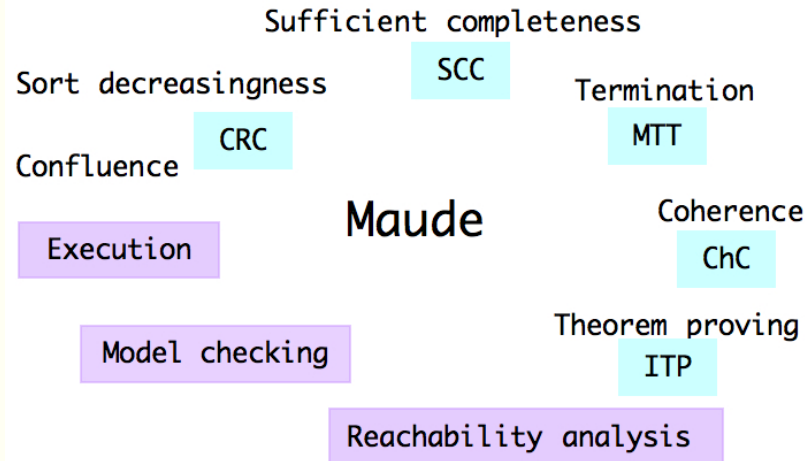 Sufficient completeness
SCC
Sort decreasingness
Termination
CRC
MTT
Confluence
Maude
Coherence
Execution
ChC
Theorem proving
Model checking
ITP
Reachability analysis